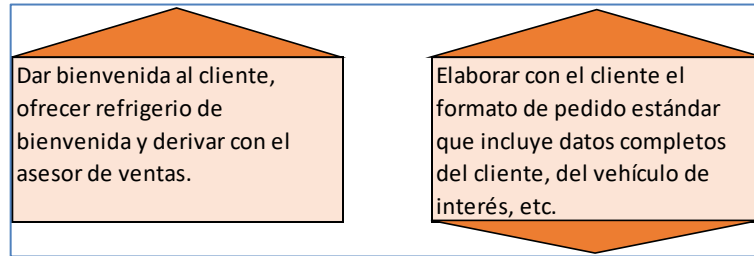 Dar bienvenida al cliente,
ofrecer refrigerio de
bienvenida y derivar con el
asesor de ventas.
Elaborar con el cliente el
formato de pedido estándar
que incluye datos completos
del cliente, del vehículo de
interés, etc.